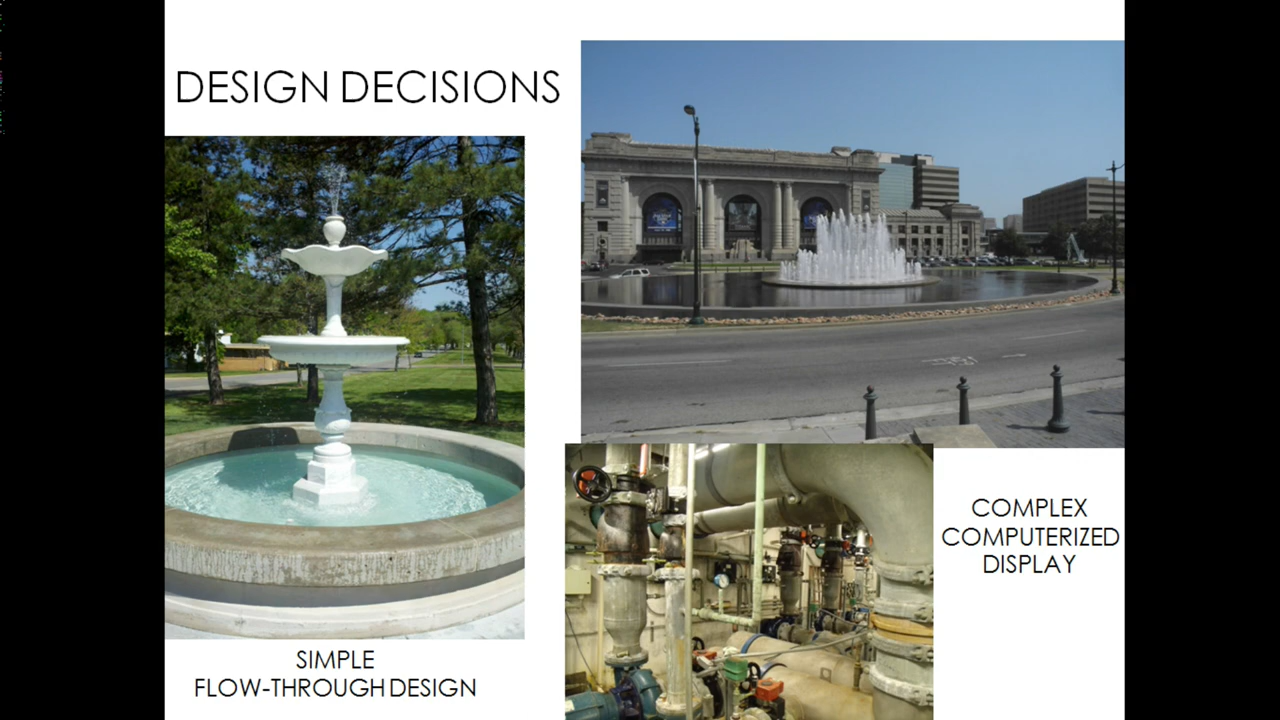 DESIGN DECISIONS
SIMPLE
FLOW-THROUGH DESIGN
COMPLEX
COMPUTERIZED
DISPLAY